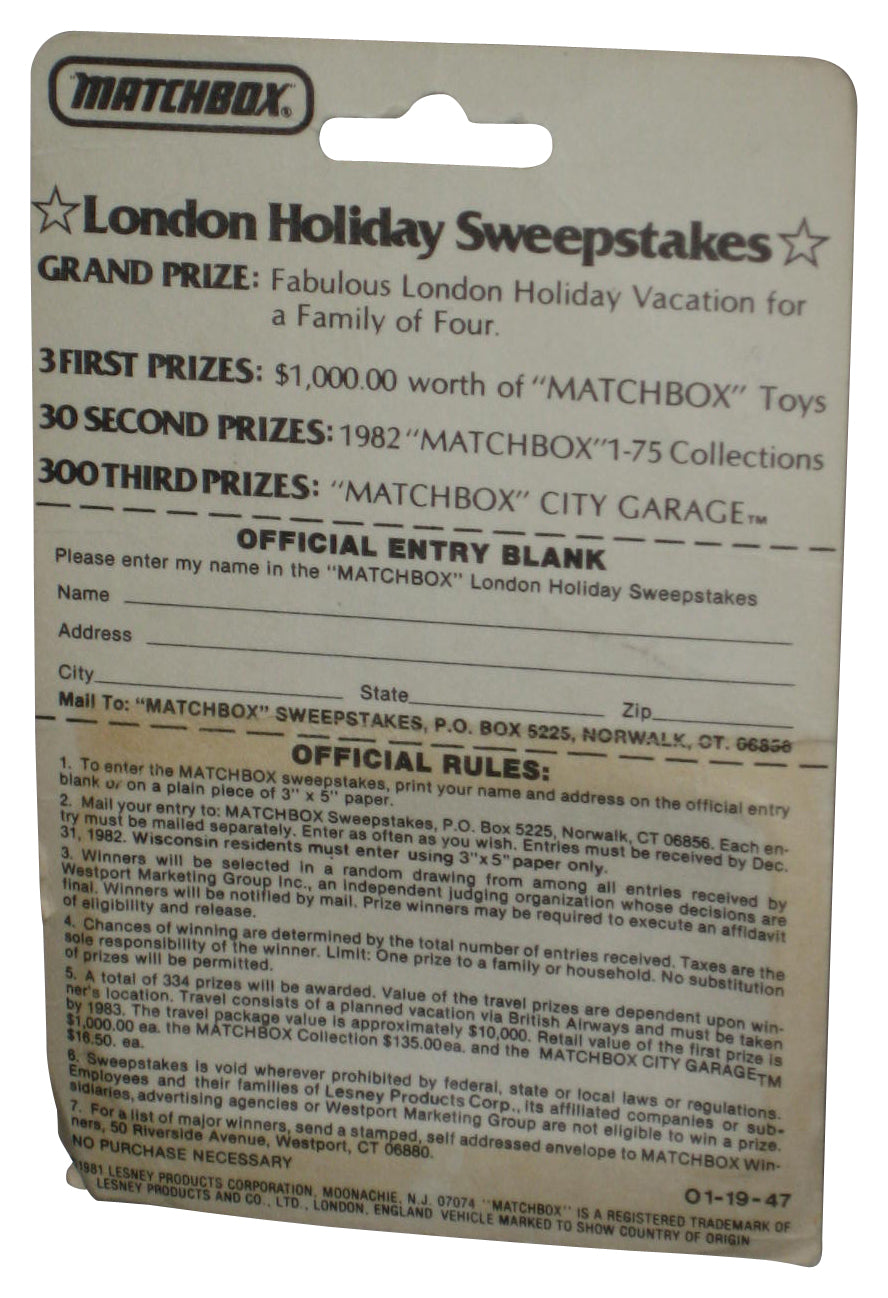 "MATCHBOX"®
London Holiday Sweepstakes
GRAND PRIZE: Fabulous London Holiday Vacation for
a Family of Four.
3 FIRST PRIZES: $1,000.00 worth of "MATCHBOX" Toys
30 SECOND PRIZES: 1982 "MATCHBOX" 1-75 Collections
300 THIRD PRIZES: "MATCHBOX" CITY GARAGE™
OFFICIAL ENTRY BLANK
Please enter my name in the "MATCHBOX" London Holiday Sweepstakes
Name
Address
City State Zip
Mail To: "MATCHBOX" SWEEPSTAKES, P.O. BOX 5225, NORWALK, CT. 06856
OFFICIAL RULES:
1. To enter the MATCHBOX sweepstakes, print your name and address on the official entry
blank or on a plain piece of 3" x 5" paper.
2. Mail your entry to: MATCHBOX Sweepstakes, P.O. Box 5225, Norwalk, CT 06856. Each en-
try must be mailed separately. Enter as often as you wish. Entries must be received by Dec.
31, 1982. Wisconsin residents must enter using 3"x5" paper only.
3. Winners will be selected in a random drawing from among all entries received by
Westport Marketing Group Inc., an independent judging organization whose decisions are
final. Winners will be notified by mail. Prize winners may be required to execute an affidavit
of eligibility and release.
4. Chances of winning are determined by the total number of entries received. Taxes are the
sole responsibility of the winner. Limit: One prize to a family or household. No substitution
of prizes will be permitted.
5. A total of 334 prizes will be awarded. Value of the travel prizes are dependent upon win-
ner's location. Travel consists of a planned vacation via British Airways and must be taken
by 1983. The travel package value is approximately $10,000. Retail value of the first prize is
$1,000.00 ea. the MATCHBOX Collection $135.00 ea. and the MATCHBOX CITY GARAGE™
$16.50. ea.
6. Sweepstakes is void wherever prohibited by federal, state or local laws or regulations.
Employees and their families of Lesney Products Corp., its affiliated companies or sub-
sidiaries, advertising agencies or Westport Marketing Group are not eligible to win a prize.
7. For a list of major winners, send a stamped, self addressed envelope to MATCHBOX Win-
ners, 50 Riverside Avenue, Westport, CT 06880.
NO PURCHASE NECESSARY
01-19-47
1981 LESNEY PRODUCTS CORPORATION, MOONACHIE, N.J. 07074 "MATCHBOX" IS A REGISTERED TRADEMARK OF
LESNEY PRODUCTS AND CO., LTD., LONDON, ENGLAND VEHICLE MARKED TO SHOW COUNTRY OF ORIGIN